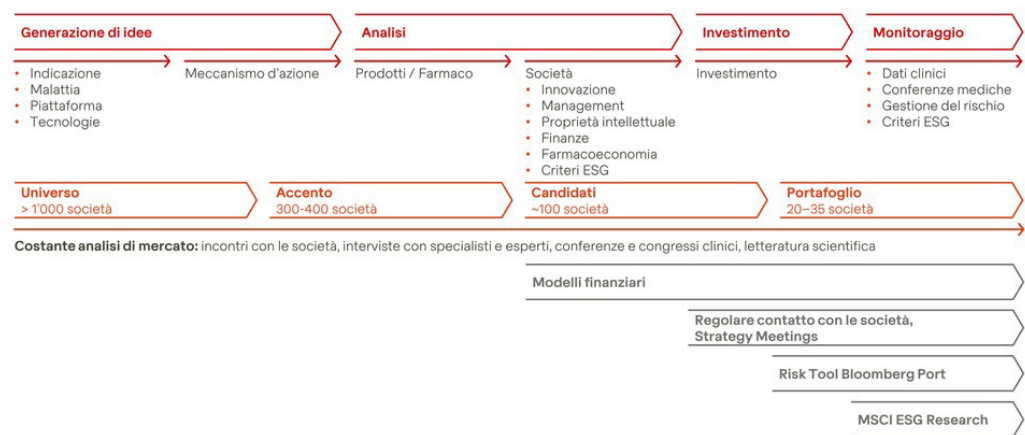 Generazione di idee
Analisi
Investimento
Monitoraggio
• Indicazione
• Malattia
• Piattaforma
• Tecnologie
Meccanismo d'azione
Prodotti / Farmaco
Società
• Innovazione
• Management
• Proprietà intellettuale
• Finanze
• Farmacoeconomia
• Criteri ESG
Investimento
• Dati clinici
• Conferenze mediche
• Gestione del rischio
• Criteri ESG
Universo
> 1'000 società
Accento
300-400 società
Candidati
~100 società
Portafoglio
20–35 società
Costante analisi di mercato: incontri con le società, interviste con specialisti e esperti, conferenze e congressi clinici, letteratura scientifica
Modelli finanziari
Regolare contatto con le società,
Strategy Meetings
Risk Tool Bloomberg Port
MSCI ESG Research